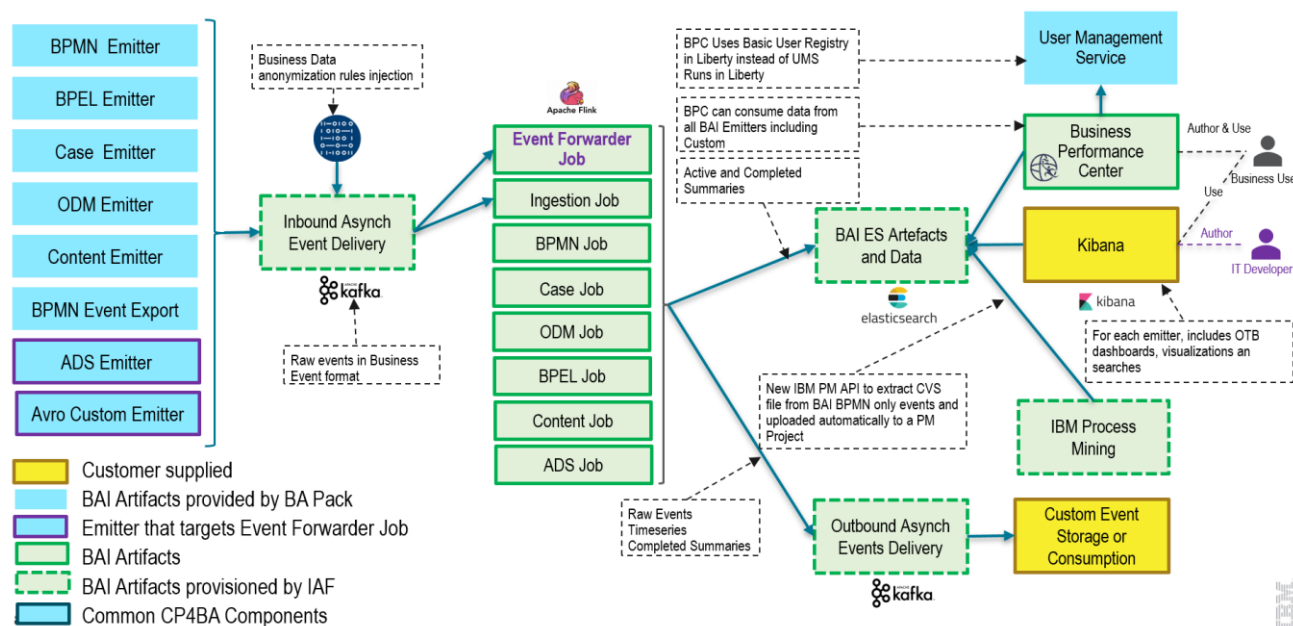 BPMN  Emitter
BPEL Emitter
Case  Emitter
ODM Emitter
Content Emitter
BPMN Event Export
ADS Emitter
Avro Custom Emitter
Business Data
anonymization rules injection
Inbound Asynch
Event Delivery
kafka
Raw events in Business
Event format
Apache Flink
Event Forwarder
Job
Ingestion Job
BPMN Job
Case Job
ODM Job
BPEL Job
Content Job
ADS Job
BPC Uses Basic User Registry
in Liberty instead of UMS
Runs in Liberty
BPC can consume data from
all BAI Emitters including
Custom
Active and Completed
Summaries
BAI ES Artefacts
and Data
elasticsearch
New IBM PM API to extract CVS
file from BAI BPMN only events and
uploaded automatically to a PM
Project
Raw Events
Timeseries
Completed Summaries
Outbound Asynch
Events Delivery
kafka
User Management
Service
Business
Performance
Center
Author & Use
Business Use
Use
Kibana
Author
IT Developer
kibana
For each emitter, includes OTB
dashboards, visualizations an
searches
IBM Process
Mining
Custom Event
Storage or
Consumption
Customer supplied
BAI Artifacts provided by BA Pack
Emitter that targets Event Forwarder Job
BAI Artifacts
BAI Artifacts provisioned by IAF
Common CP4BA Components
IBM